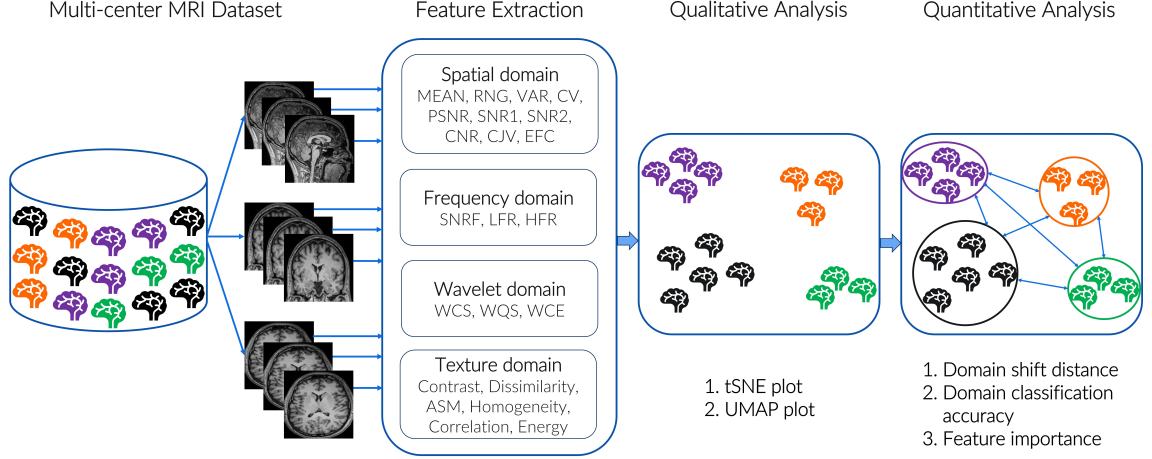 Multi-center MRI Dataset
Feature Extraction
Qualitative Analysis
Quantitative Analysis
Spatial domain
MEAN, RNG, VAR, CV,
PSNR, SNR1, SNR2,
CNR, CJV, EFC
Frequency domain
SNRF, LFR, HFR
Wavelet domain
WCS, WQS, WCE
Texture domain
Contrast, Dissimilarity,
ASM, Homogeneity,
Correlation, Energy
1. tSNE plot
2. UMAP plot
1. Domain shift distance
2. Domain classification
accuracy
3. Feature importance